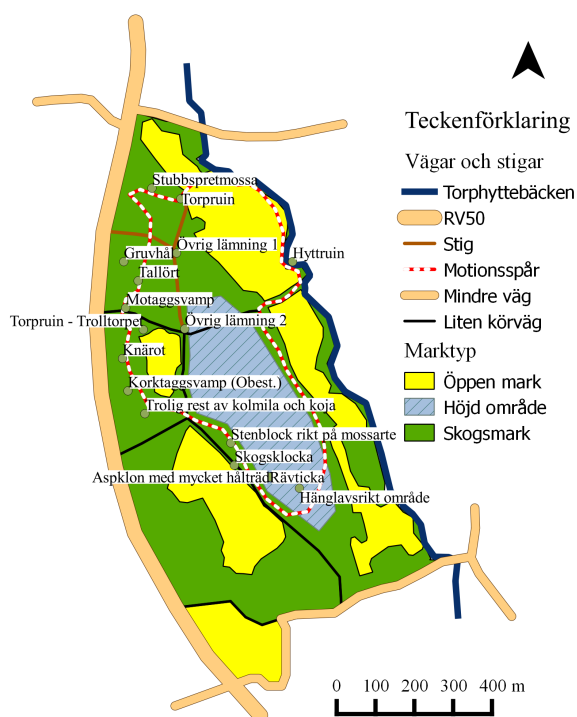 Teckenförklaring
Vägar och stigar
Torphyttebäcken
RV50
Stig
Motionsspår
Mindre väg
Liten körväg
Marktyp
Öppen mark
Höjd område
Skogsmark
Stubbspretmossa
Torpruin
Övrig lämning 1
Gruvhål
Hyttruin
Tallört
Motaggsvamp
Torpruin - Trolltorpet
Övrig lämning 2
Knärot
Korktaggsvamp (Obest.)
Trolig rest av kolmila och koja
Stenblock rikt på mossarte
Skogsklocka
Aspklon med mycket hålträd
Rävticka
Hänglavsrikt område
0 100 200 300 400 m